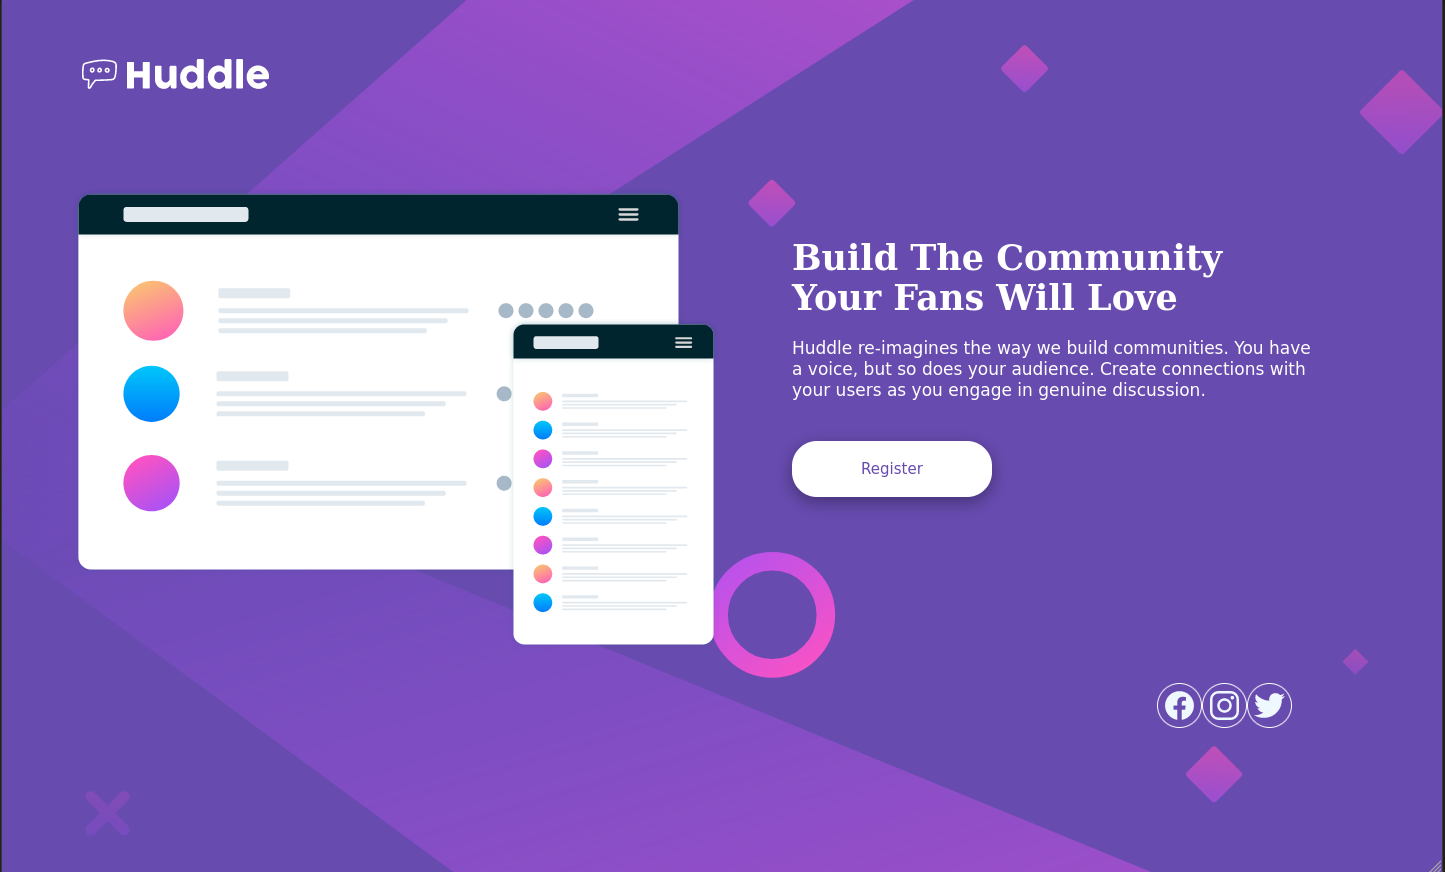 Huddle
Build The Community
Your Fans Will Love
Huddle re-imagines the way we build communities. You have
a voice, but so does your audience. Create connections with
your users as you engage in genuine discussion.
Register